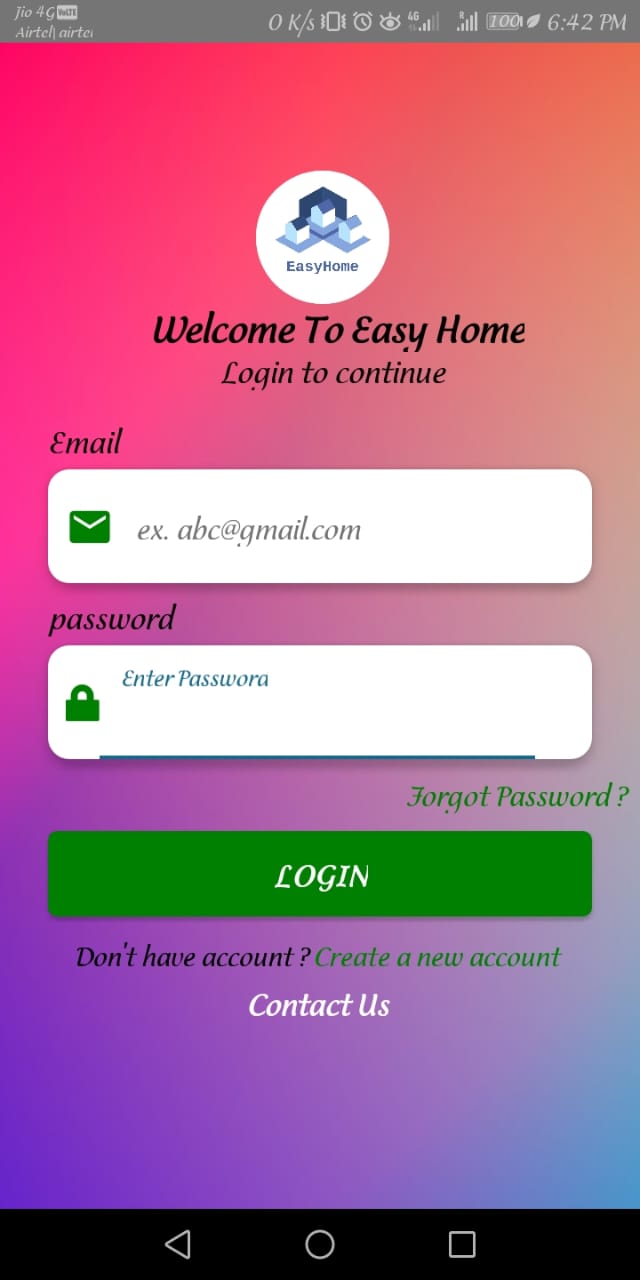 Jio 4G VoLTE
0 K/s 4G R 100 6:42 PM
Airtel| airtel
EasyHome
Welcome To Easy Home
Login to continue
Email
ex. abc@gmail.com
password
Enter Password
Forgot Password ?
LOGIN
Don't have account ? Create a new account
Contact Us